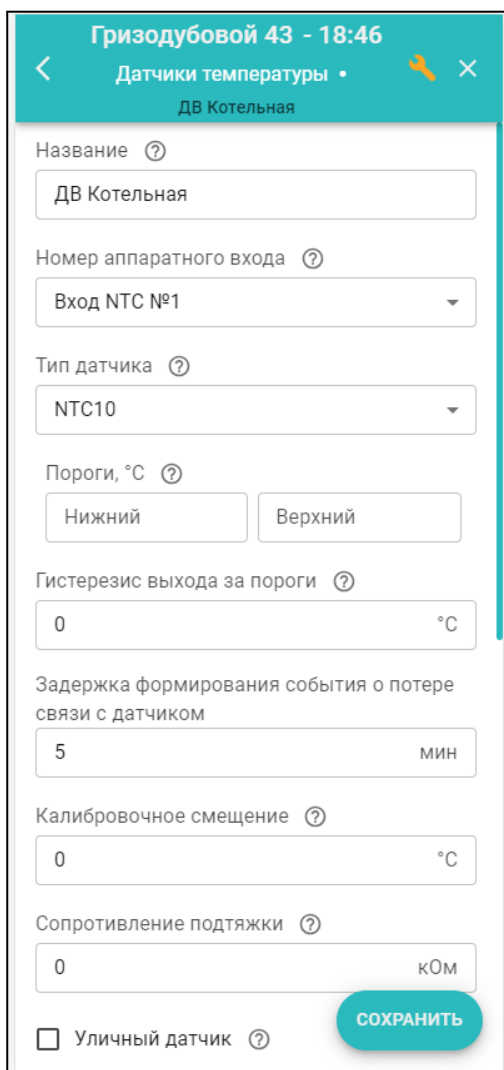 Гризодубовой 43 - 18:46
Датчики температуры •
ДВ Котельная
Название ?
ДВ Котельная
Номер аппаратного входа ?
Вход NTC №1
Тип датчика ?
NTC10
Пороги, °C ?
Нижний Верхний
Гистерезис выхода за пороги ?
0 °C
Задержка формирования события о потере
связи с датчиком
5 мин
Калибровочное смещение ?
0 °C
Сопротивление подтяжки ?
0 кОм
СОХРАНИТЬ
Уличный датчик ?